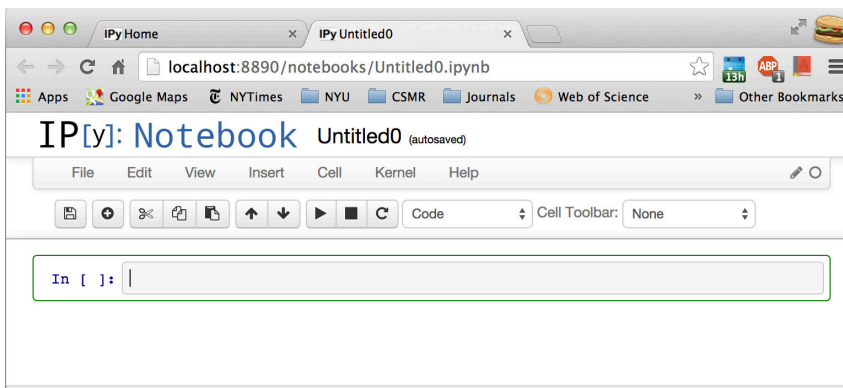 IPy Home IPy Untitled0
localhost:8890/notebooks/Untitled0.ipynb 13h ABP 1
Apps Google Maps NYTimes NYU CSMR Journals Web of Science » Other Bookmarks
IP[y]: Notebook Untitled0 (autosaved)
File Edit View Insert Cell Kernel Help
Code Cell Toolbar: None
In [ ]: